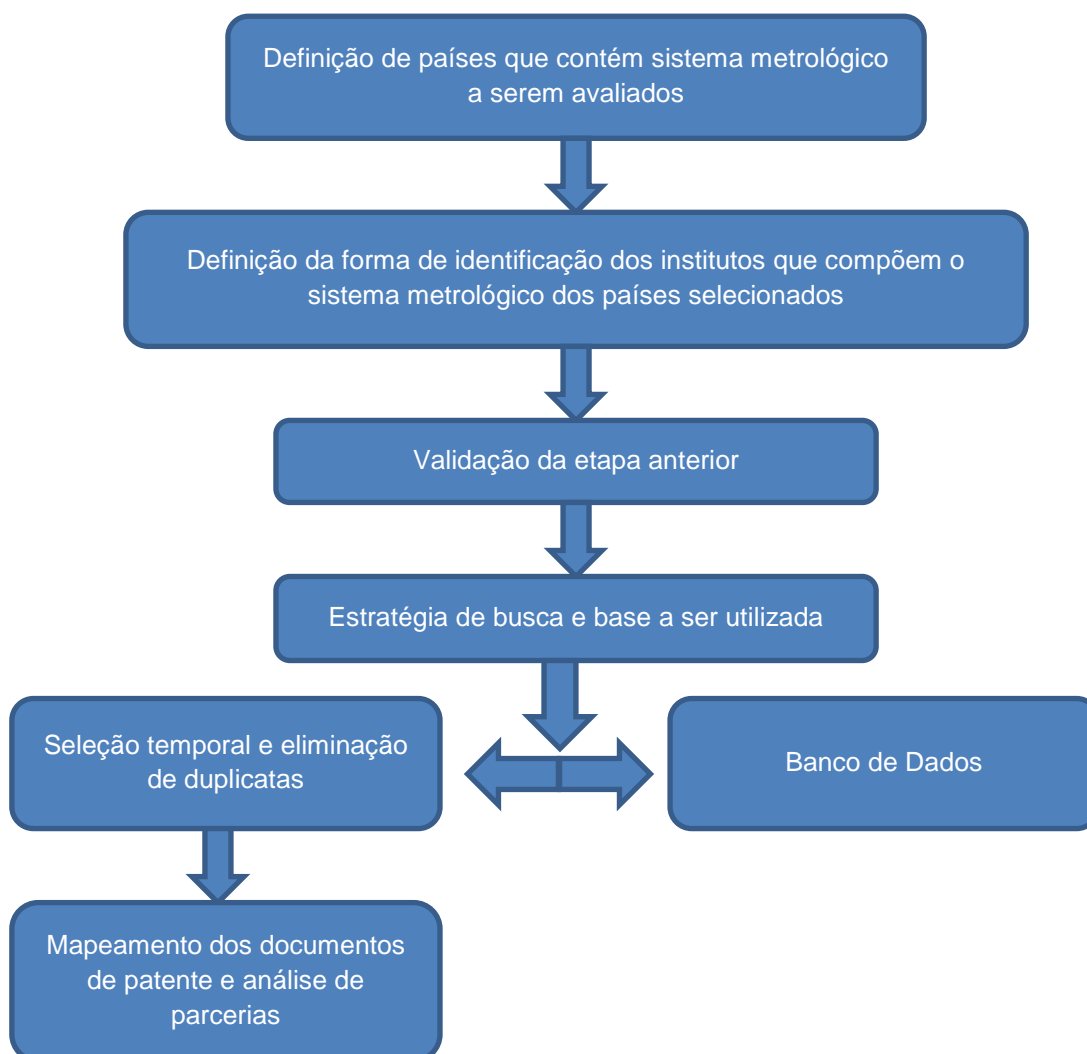 Definição de países que contém sistema metrológico
a serem avaliados
Definição da forma de identificação dos institutos que compõem o
sistema metrológico dos países selecionados
Validação da etapa anterior
Estratégia de busca e base a ser utilizada
Seleção temporal e eliminação
de duplicatas
Banco de Dados
Mapeamento dos documentos
de patente e análise de
parcerias